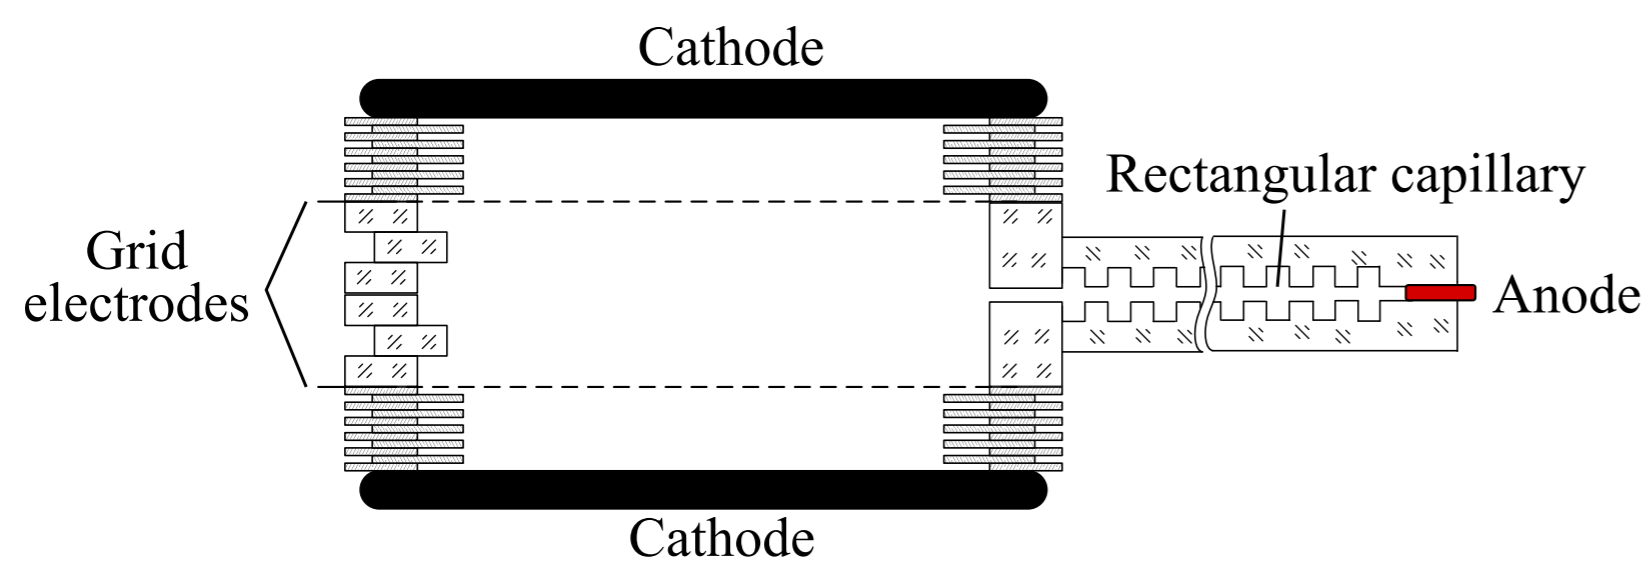 Cathode
Rectangular capillary
Grid
electrodes
Anode
Cathode